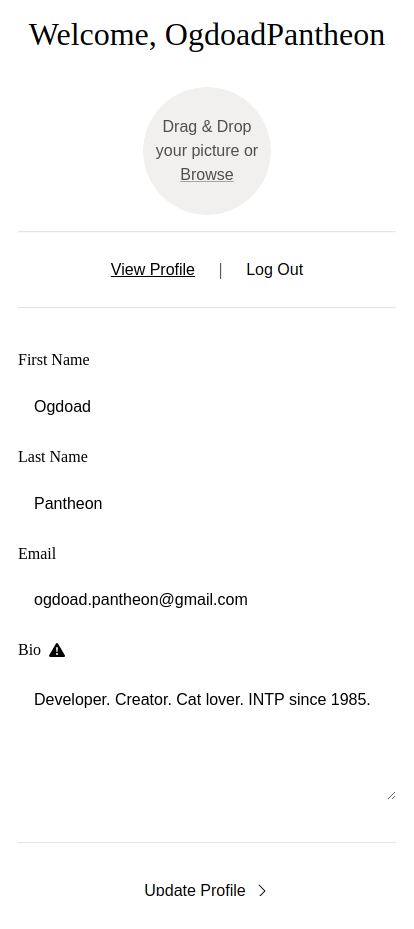 Welcome, OgdoadPantheon
Drag & Drop
your picture or
Browse
View Profile | Log Out
First Name
Ogdoad
Last Name
Pantheon
Email
ogdoad.pantheon@gmail.com
Bio
Developer. Creator. Cat lover. INTP since 1985.
Update Profile